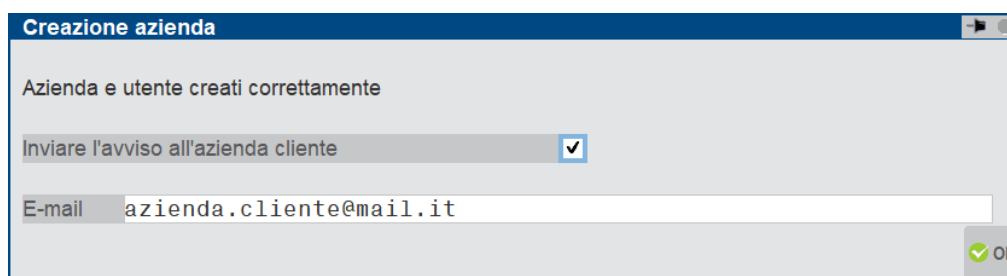 Creazione azienda
Azienda e utente creati correttamente
Inviare l'avviso all'azienda cliente
E-mail azienda.cliente@mail.it